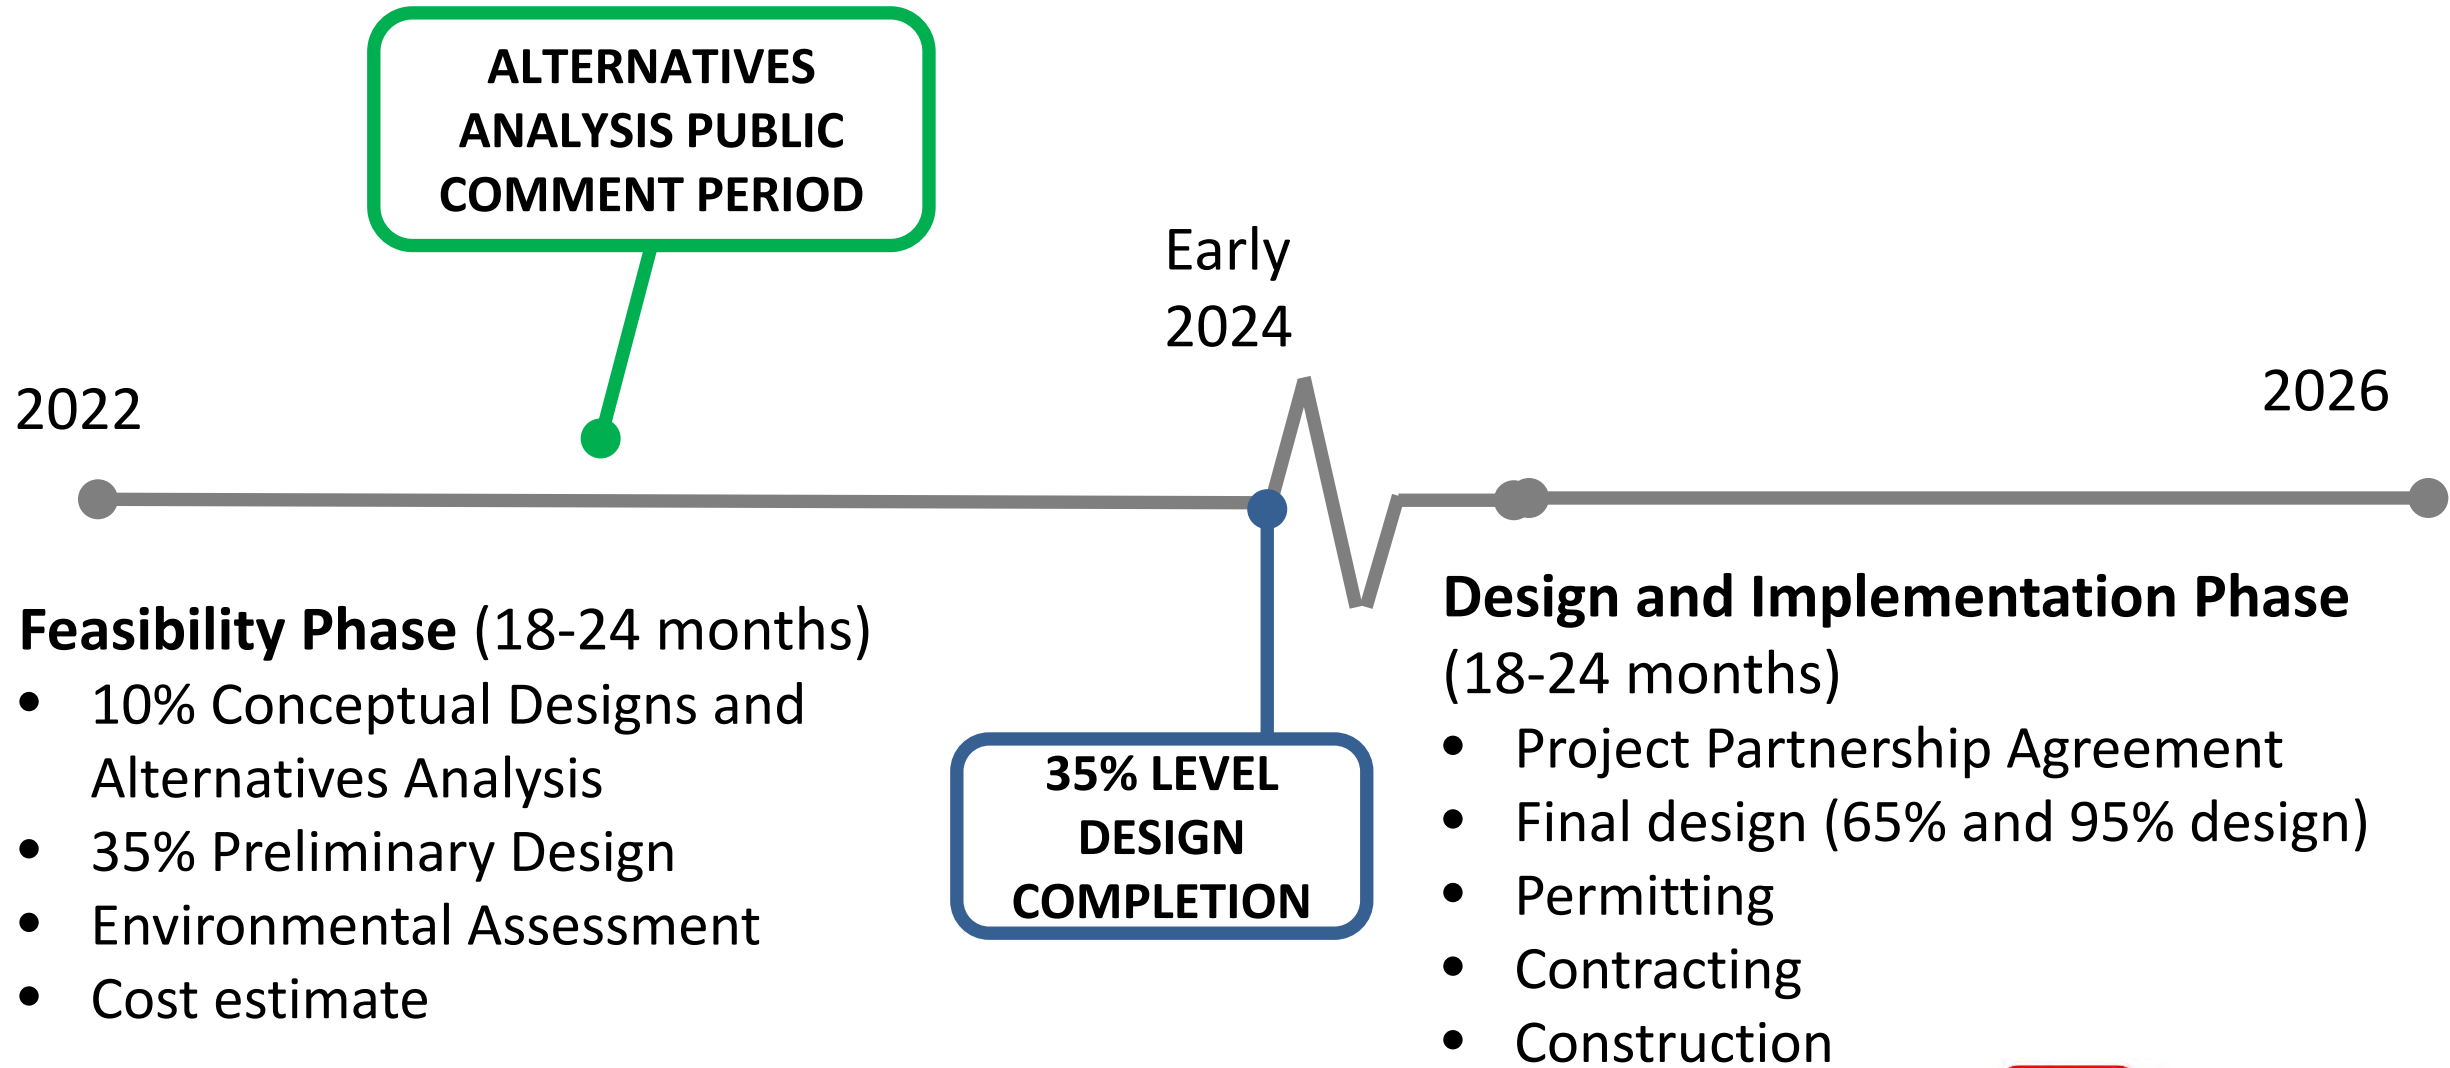 ALTERNATIVES
ANALYSIS PUBLIC
COMMENT PERIOD
Early
2024
2022
2026
Feasibility Phase (18-24 months)
• 10% Conceptual Designs and
Alternatives Analysis
• 35% Preliminary Design
• Environmental Assessment
• Cost estimate
35% LEVEL
DESIGN
COMPLETION
Design and Implementation Phase
(18-24 months)
• Project Partnership Agreement
• Final design (65% and 95% design)
• Permitting
• Contracting
• Construction